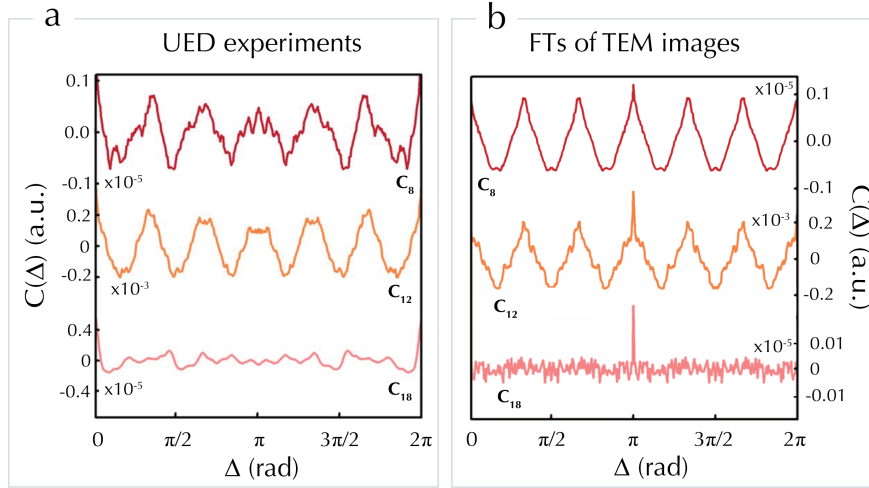 a
UED experiments
C(Δ) (a.u.)
0.1
0.0
-0.1
x10⁻⁵
C₈
0.2
0
-0.2
x10⁻³
C₁₂
0.4
0
-0.4
x10⁻⁵
C₁₈
0 π/2 π 3π/2 2π
Δ (rad)
b
FTs of TEM images
x10⁻⁵
0.1
0.0
-0.1
C₈
C(Δ) (a.u.)
x10⁻³
0.2
0
-0.2
C₁₂
x10⁻⁵
0.01
0
-0.01
C₁₈
0 π/2 π 3π/2 2π
Δ (rad)